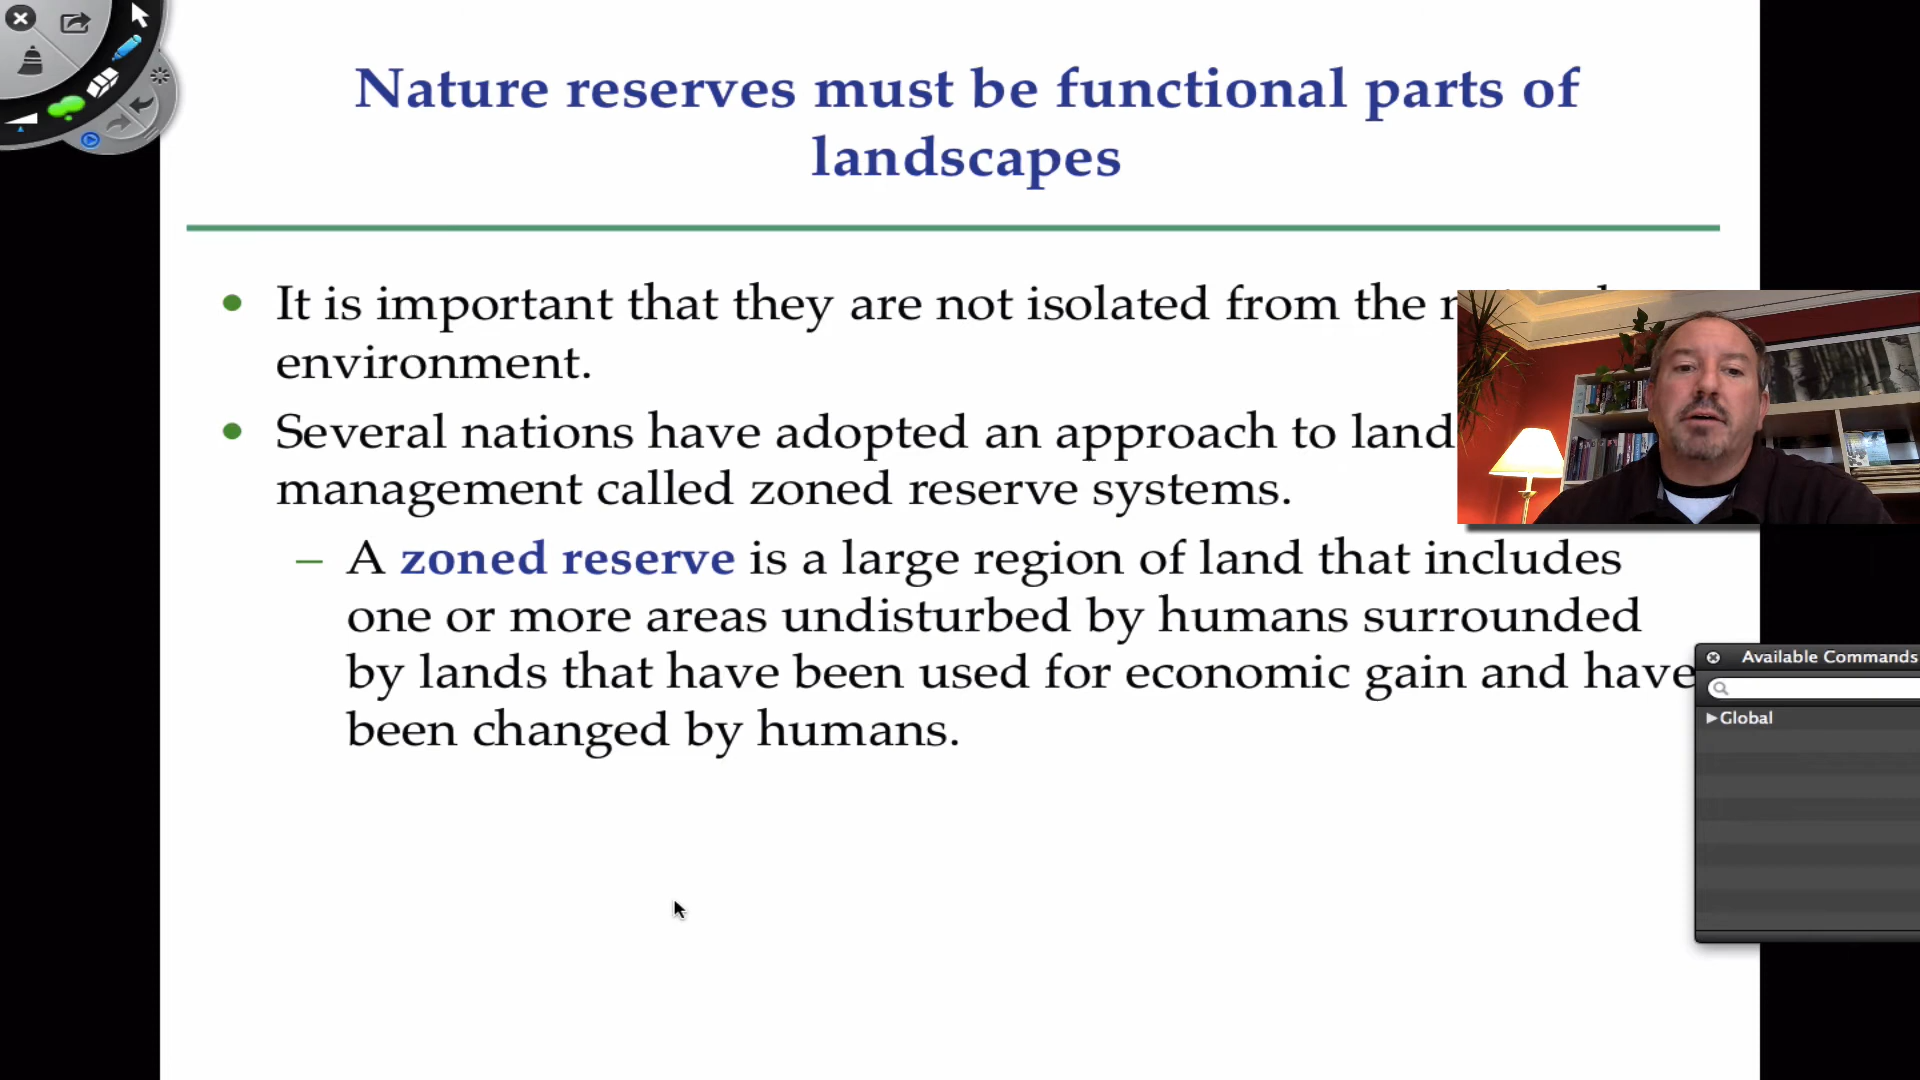 Nature reserves must be functional parts of
landscapes
• It is important that they are not isolated from the
environment.
• Several nations have adopted an approach to land
management called zoned reserve systems.
– A zoned reserve is a large region of land that includes
one or more areas undisturbed by humans surrounded
by lands that have been used for economic gain and have
been changed by humans.
Available Commands
Global